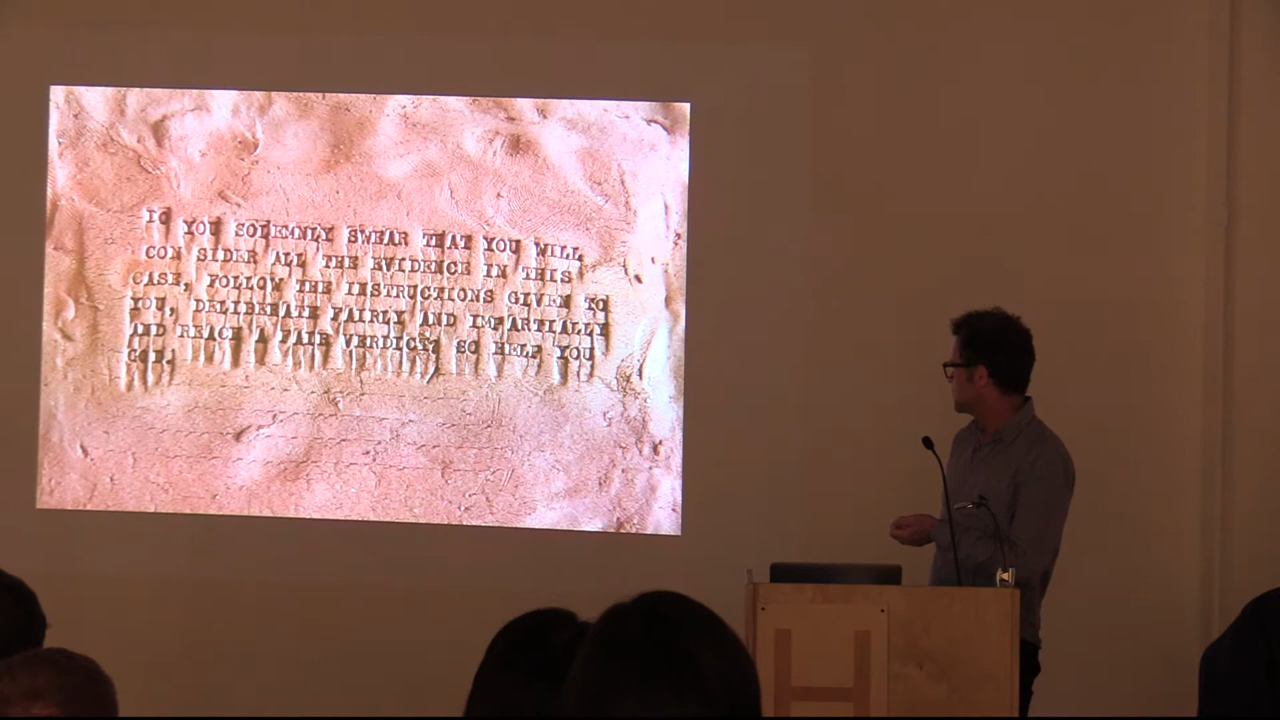 DO YOU SOLEMNLY SWEAR THAT YOU WILL
CON SIDER ALL THE EVIDENCE IN THIS
CASE, FOLLOW THE INSTRUCTIONS GIVEN TO
YOU, DELIBERATE FAIRLY AND IMPARTIALLY
AND REACH A FAIR VERDICT, SO HELP YOU
GOD.